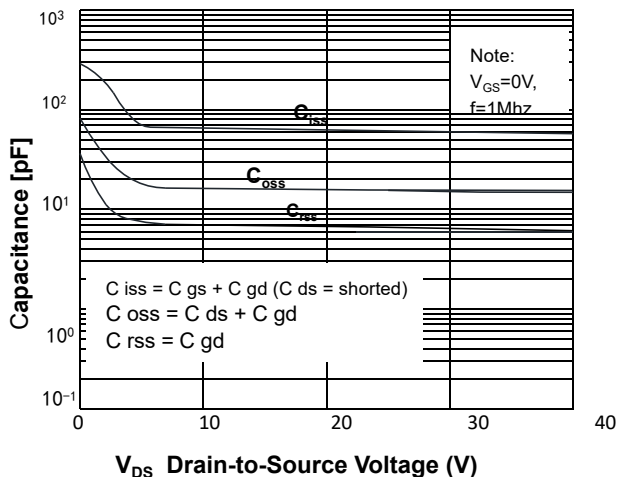 Capacitance [pF]
10³
10²
10¹
10⁰
10⁻¹
Note:
V_GS=0V,
f=1Mhz
C_iss
C_oss
C_rss
C iss = C gs + C gd (C ds = shorted)
C oss = C ds + C gd
C rss = C gd
0 10 20 30 40
V_DS Drain-to-Source Voltage (V)